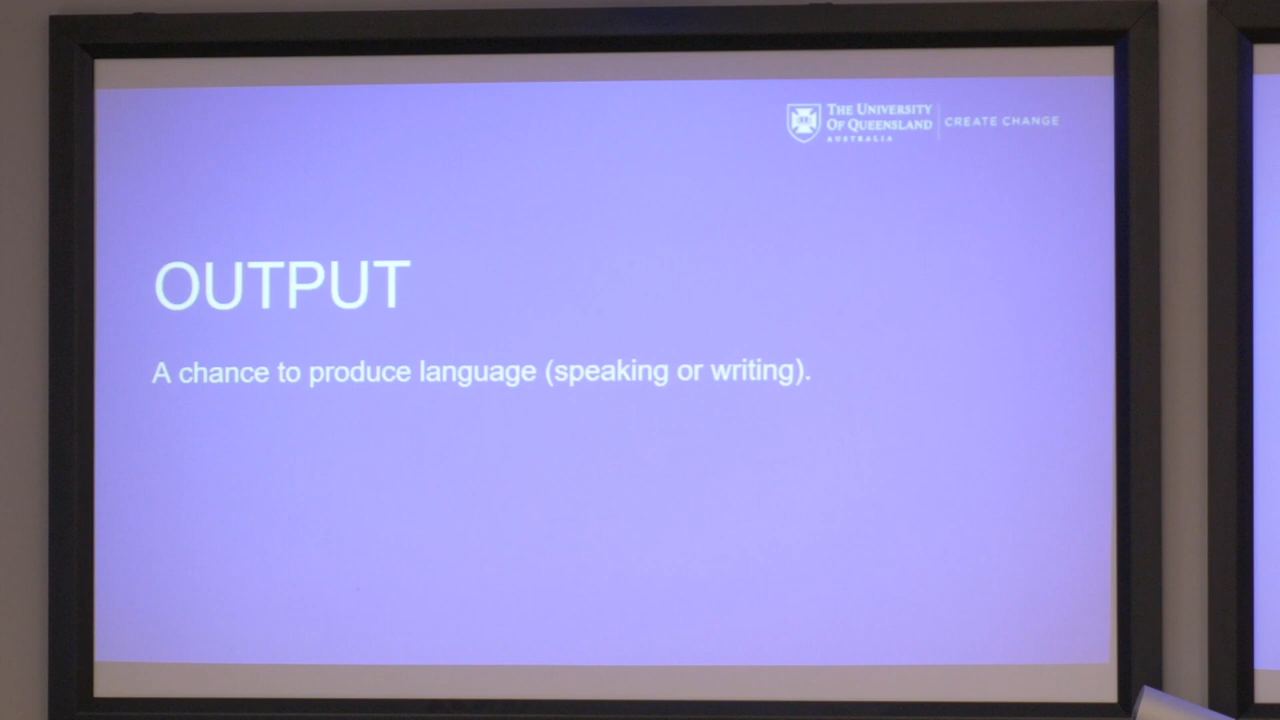 THE UNIVERSITY
OF QUEENSLAND
AUSTRALIA
CREATE CHANGE
OUTPUT
A chance to produce language (speaking or writing).